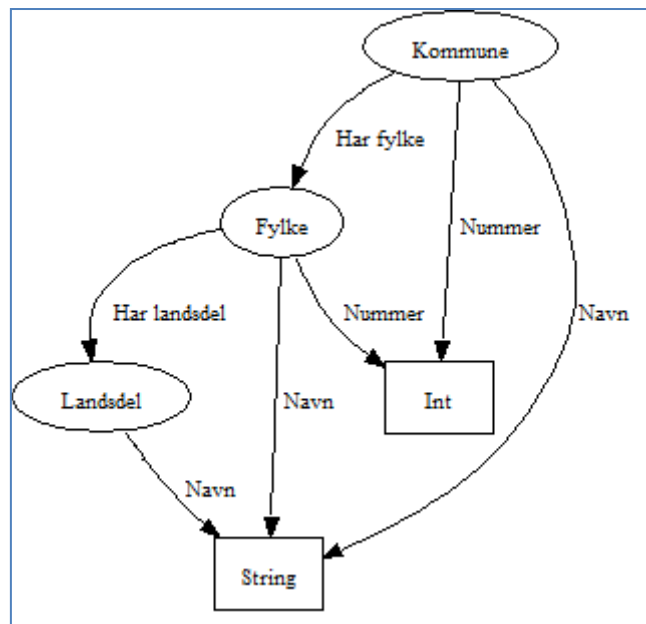 Kommune
Har fylke
Fylke
Nummer
Har landsdel
Nummer
Navn
Landsdel
Navn
Int
Navn
String